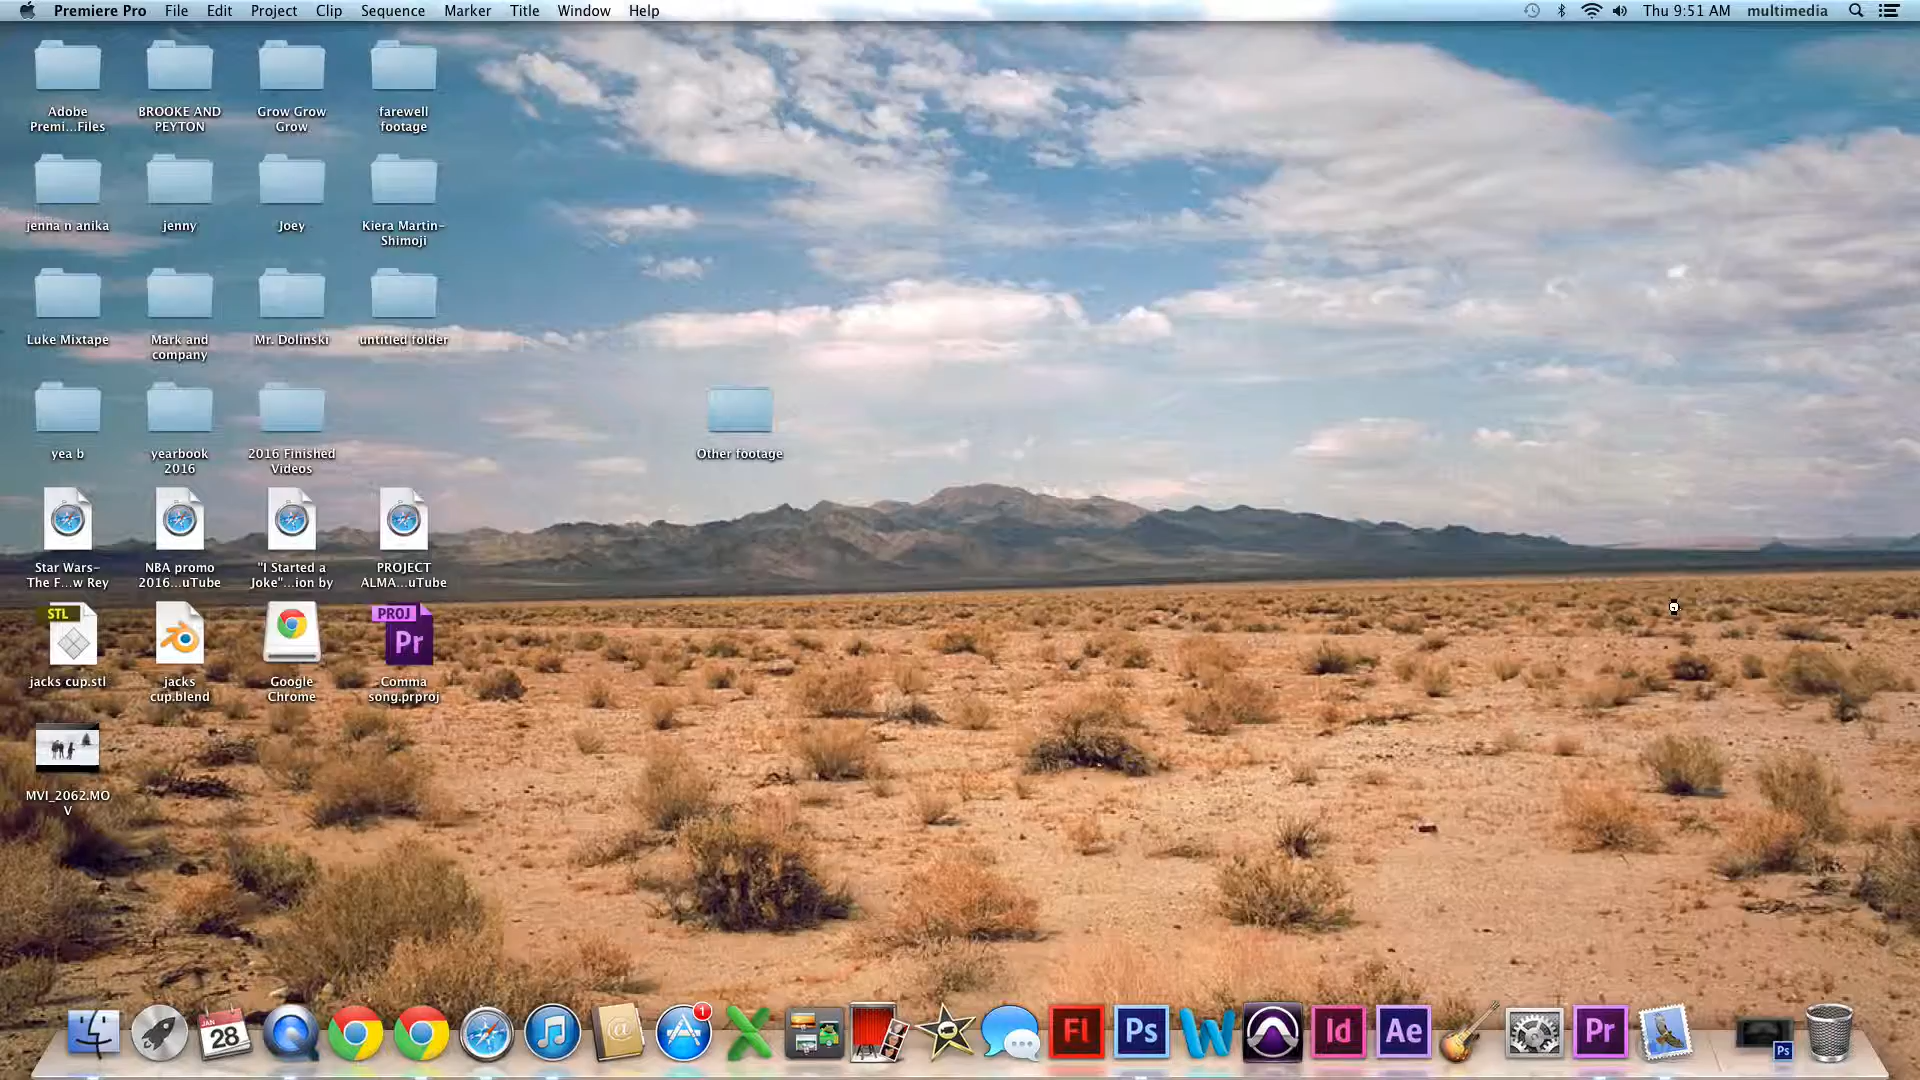 Premiere Pro File Edit Project Clip Sequence Marker Title Window Help Thu 9:51 AM multimedia
Adobe
Premi...Files
BROOKE AND
PEYTON
Grow Grow
Grow
farewell
footage
jenna n anika
jenny
Joey
Kiera Martin-
Shimoji
Luke Mixtape
Mark and
company
Mr. Dolinski
untitled folder
yea b
yearbook
2016
2016 Finished
Videos
Other footage
Star Wars-
The F...w Rey
NBA promo
2016...uTube
"I Started a
Joke"...ion by
PROJECT
ALMA...uTube
STL
jacks cup.stl
jacks
cup.blend
Google
Chrome
PROJ
Pr
Comma
song.prproj
MVI_2062.MO
V
JAN
28
@
1
Fl
Ps
Id
Ae
Pr
Ps